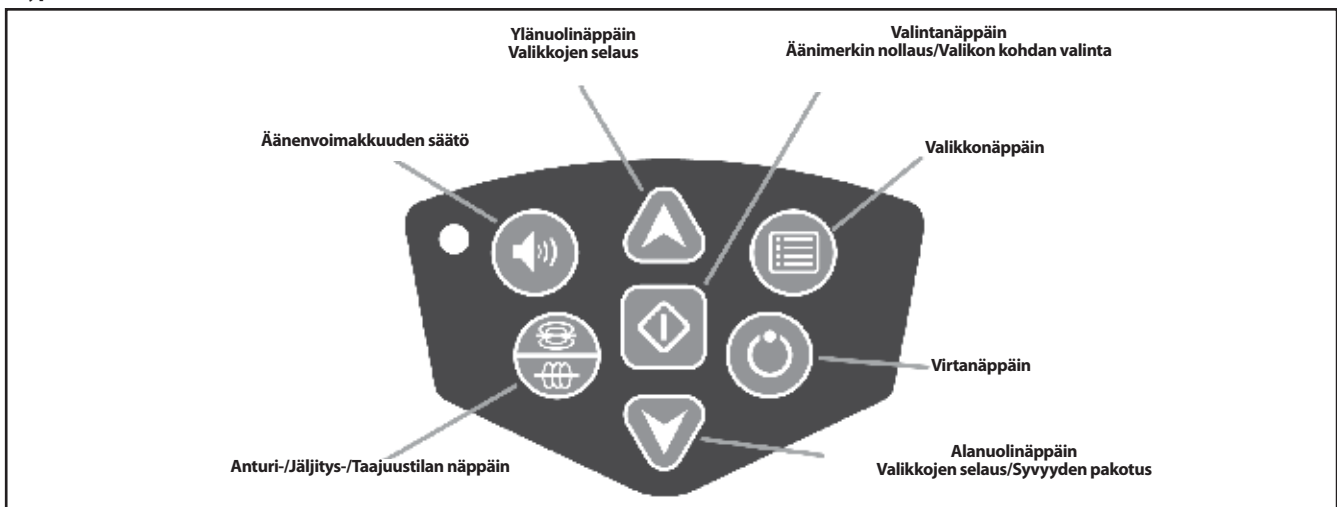 Ylänuolinäppäin
Valikkojen selaus
Valintanäppäin
Äänimerkin nollaus/Valikon kohdan valinta
Äänenvoimakkuuden säätö
Valikkonäppäin
Virtanäppäin
Anturi-/Jäljitys-/Taajuustilan näppäin
Alanuolinäppäin
Valikkojen selaus/Syvyyden pakotus